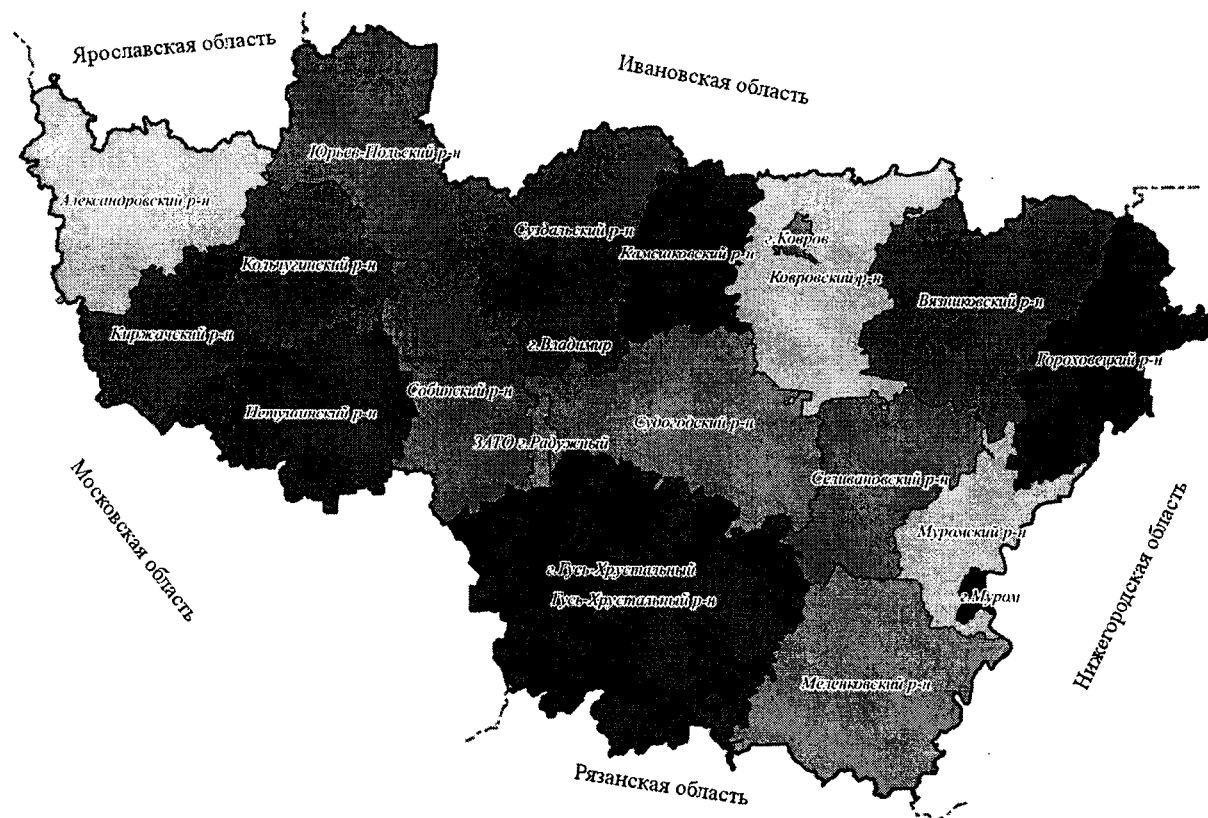 Ярославская область
Ивановская область
Юрьев-Польский р-н
Александровский р-н
Суздальский р-н
Камешковский р-н
г.Ковров
Ковровский р-н
Кольчугинский р-н
Вязниковский р-н
Киржачский р-н
г.Владимир
Гороховецкий р-н
Собинский р-н
Петушинский р-н
Судогодский р-н
ЗАТО г.Радужный
Селивановский р-н
Московская область
Муромский р-н
Нижегородская область
г.Гусь-Хрустальный
Гусь-Хрустальный р-н
г.Муром
Меленковский р-н
Рязанская область